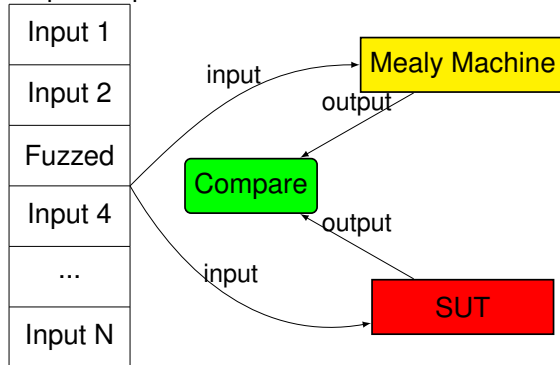 Input 1
Input 2
Fuzzed
Input 4
...
Input N
input
input
Mealy Machine
output
Compare
output
SUT